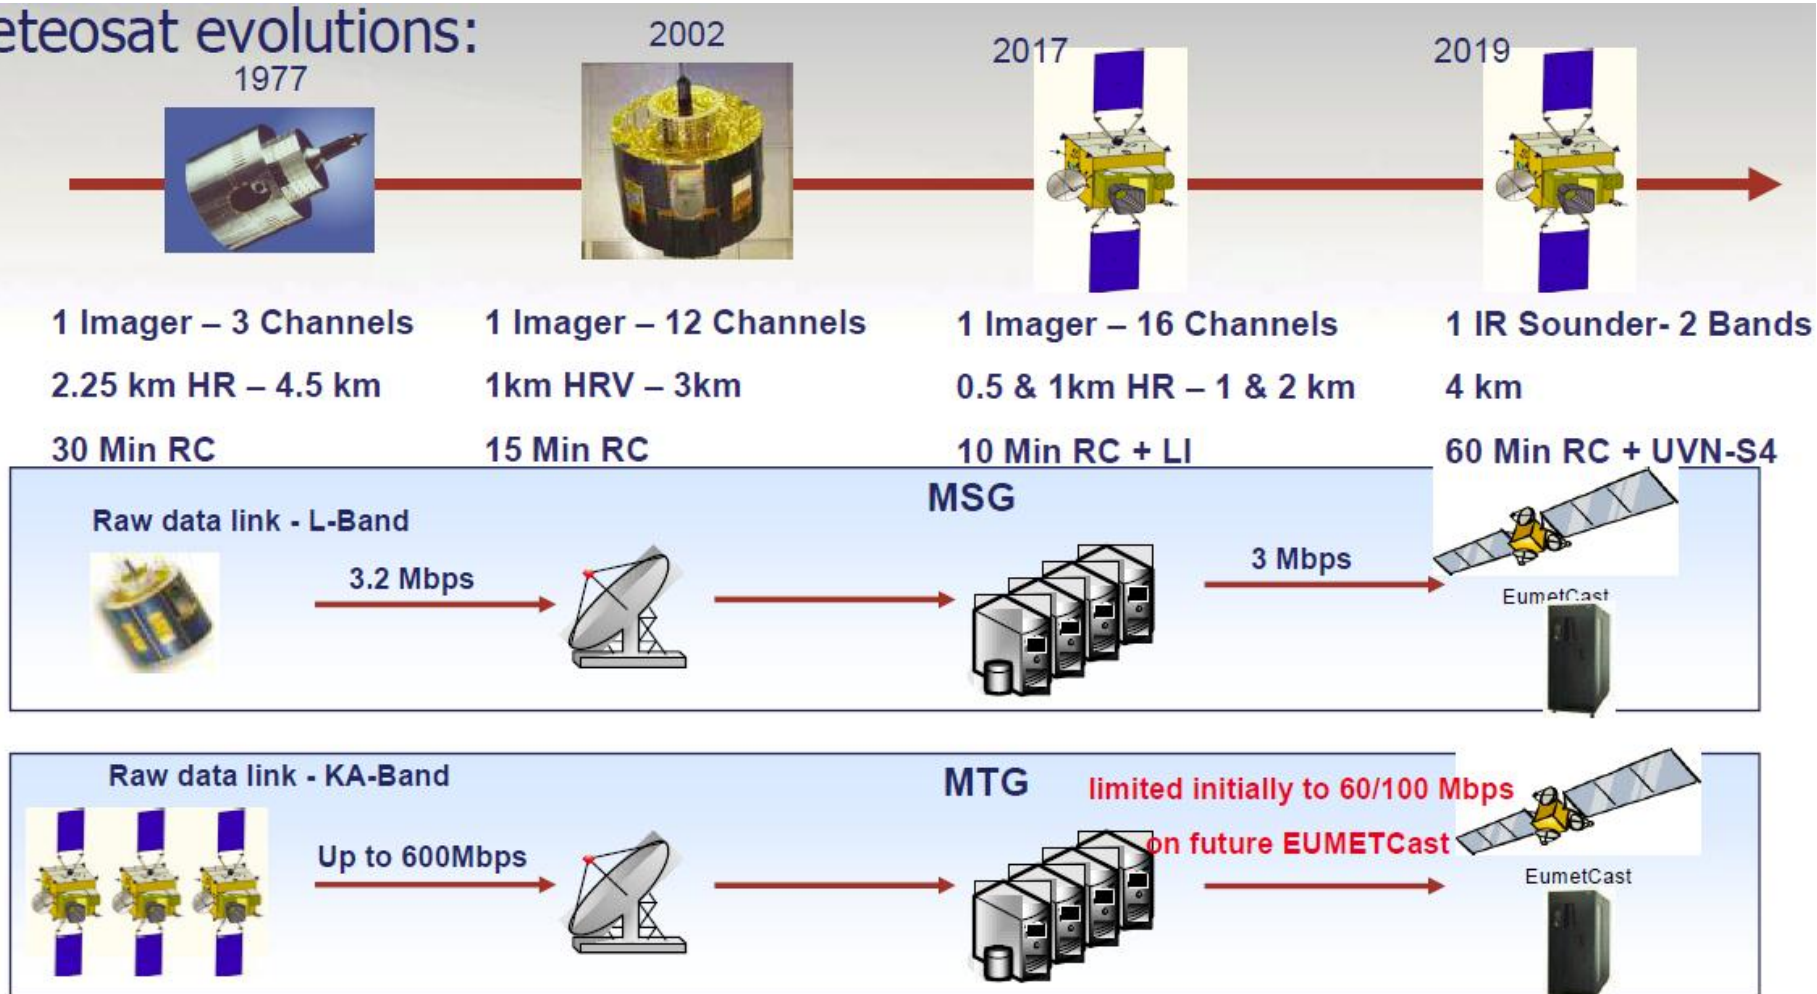 eteosat evolutions:
1977
2002
2017
2019
1 Imager – 3 Channels
2.25 km HR – 4.5 km
30 Min RC
1 Imager – 12 Channels
1km HRV – 3km
15 Min RC
1 Imager – 16 Channels
0.5 & 1km HR – 1 & 2 km
10 Min RC + LI
1 IR Sounder- 2 Bands
4 km
60 Min RC + UVN-S4
MSG
Raw data link - L-Band
3.2 Mbps
3 Mbps
EumetCast
MTG
Raw data link - KA-Band
Up to 600Mbps
limited initially to 60/100 Mbps
on future EUMETCast
EumetCast